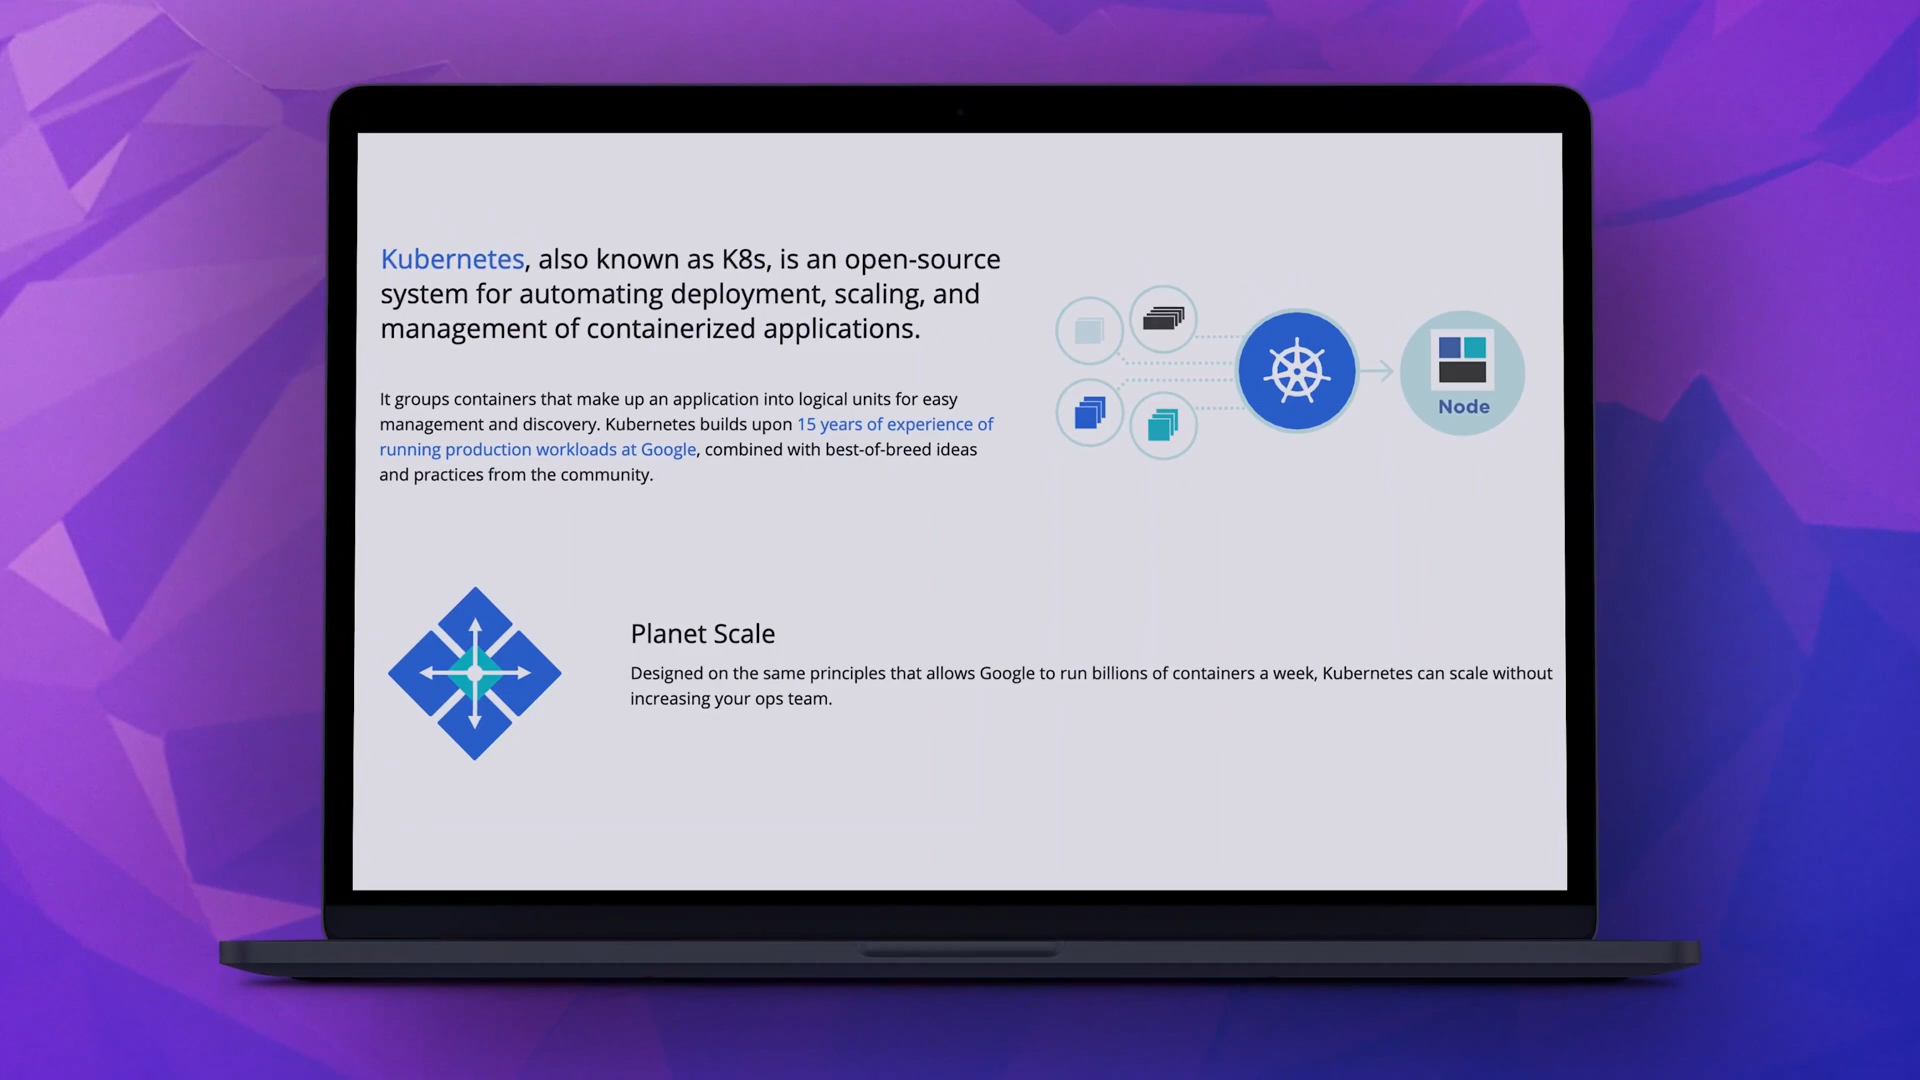 Kubernetes, also known as K8s, is an open-source
system for automating deployment, scaling, and
management of containerized applications.
It groups containers that make up an application into logical units for easy
management and discovery. Kubernetes builds upon 15 years of experience of
running production workloads at Google, combined with best-of-breed ideas
and practices from the community.
Node
Planet Scale
Designed on the same principles that allows Google to run billions of containers a week, Kubernetes can scale without
increasing your ops team.